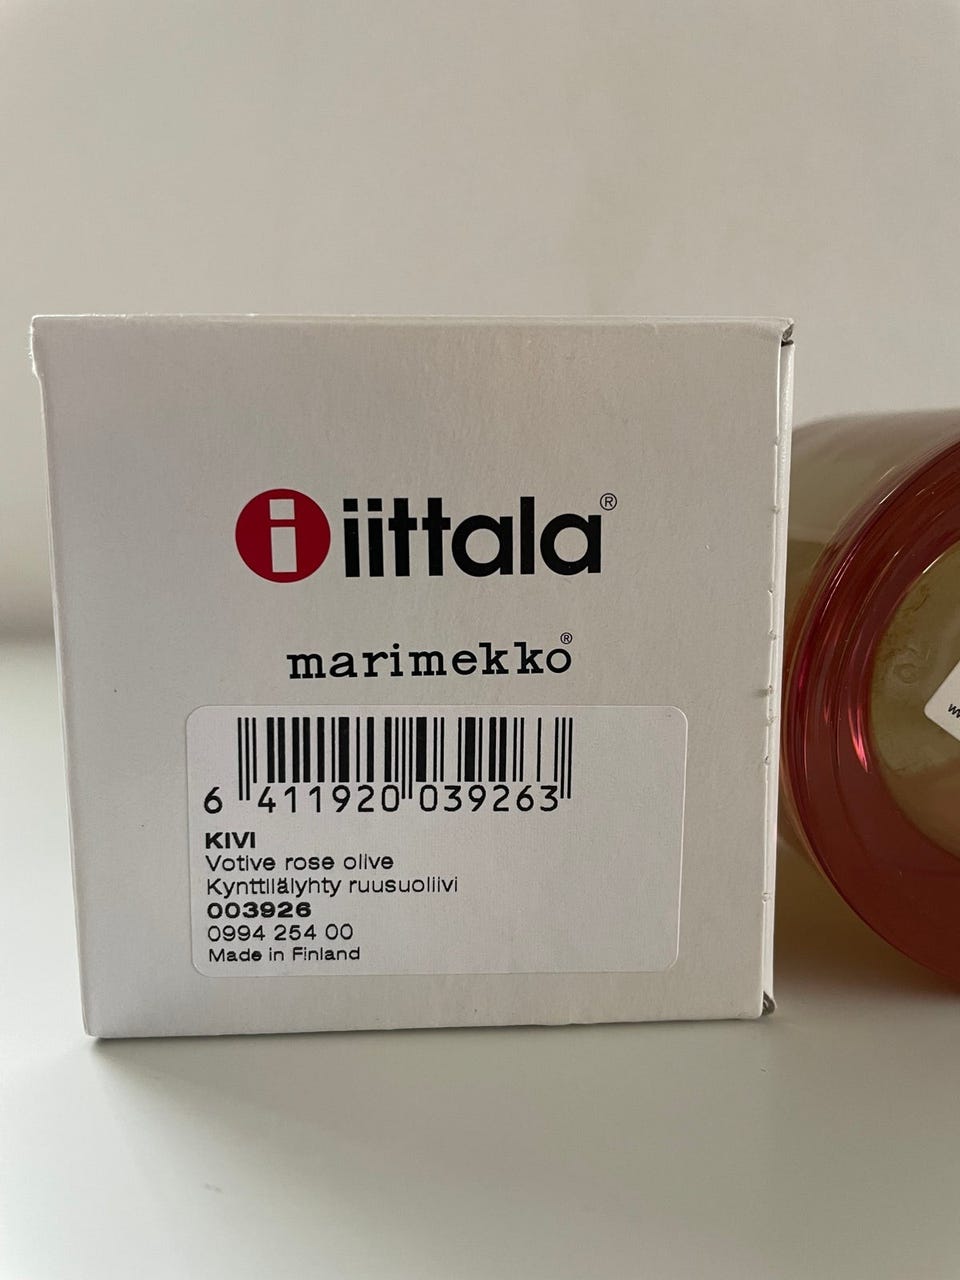 i iittala®
marimekko®
6 411920 039263
KIVI
Votive rose olive
Kynttilälyhty ruusuoliivi
003926
0994 254 00
Made in Finland